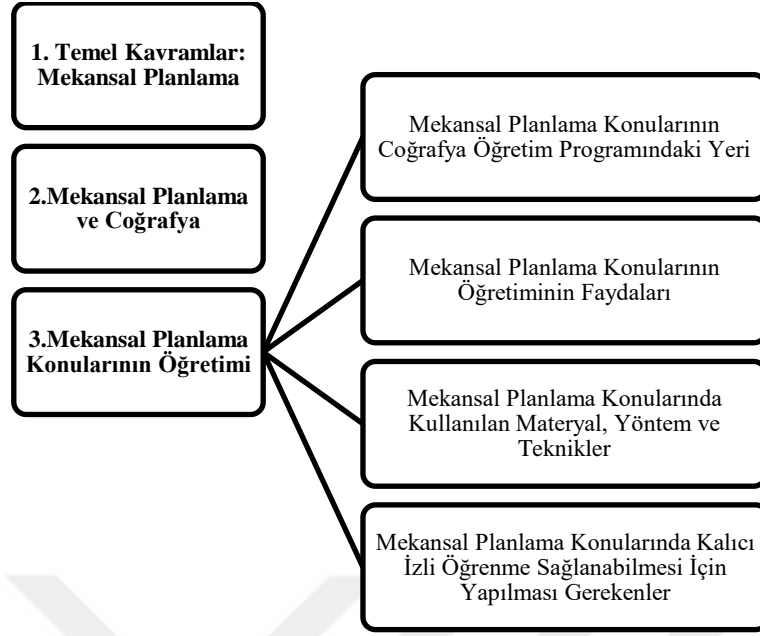 1. Temel Kavramlar:
Mekansal Planlama
2.Mekansal Planlama
ve Coğrafya
3.Mekansal Planlama
Konularının Öğretimi
Mekansal Planlama Konularının
Coğrafya Öğretim Programındaki Yeri
Mekansal Planlama Konularının
Öğretiminin Faydaları
Mekansal Planlama Konularında
Kullanılan Materyal, Yöntem ve
Teknikler
Mekansal Planlama Konularında Kalıcı
İzli Öğrenme Sağlanabilmesi İçin
Yapılması Gerekenler